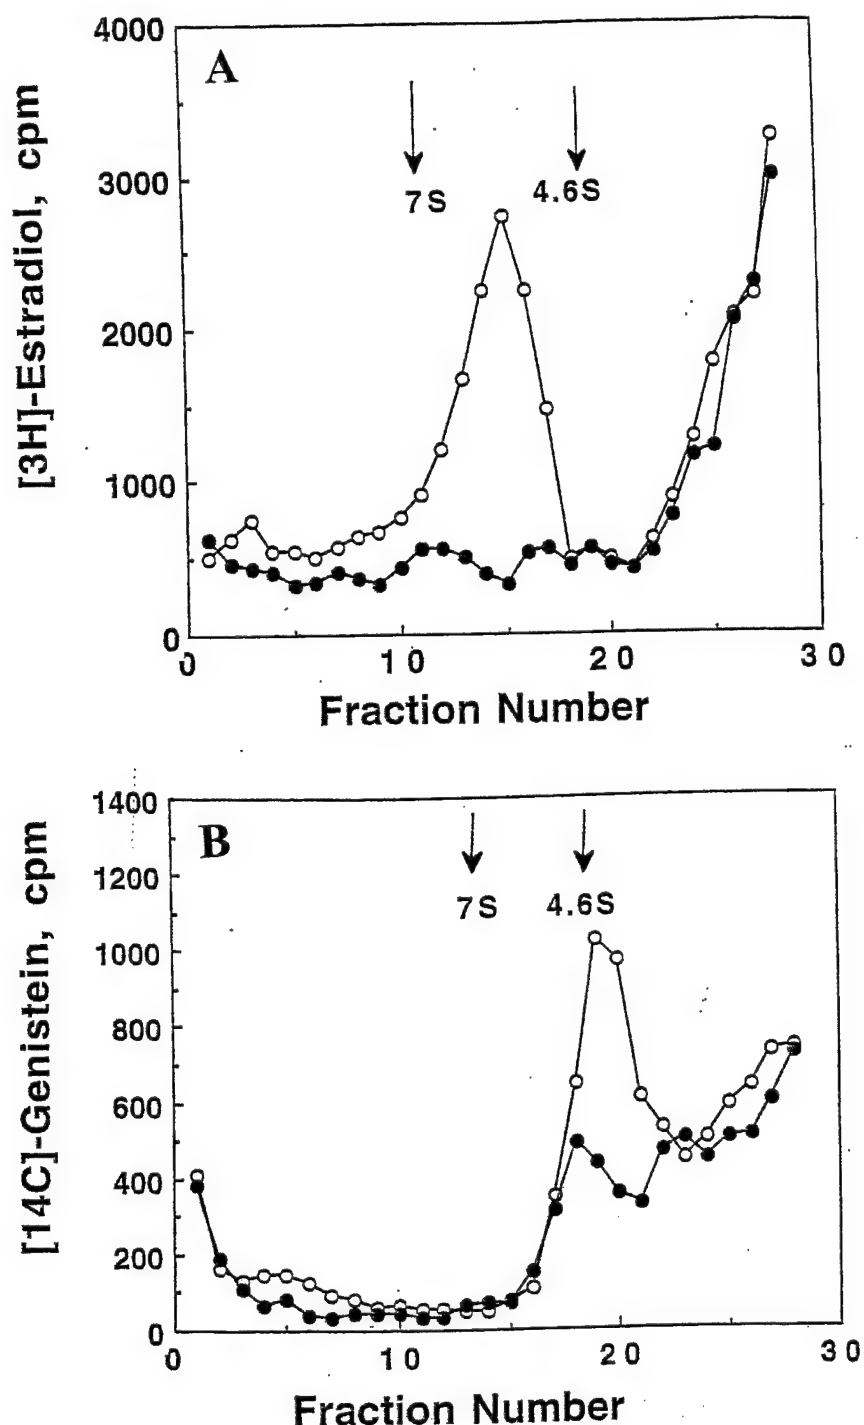 4000
A
3000
7S
4.6S
2000
1000
0
0
10
20
30
[3H]-Estradiol, cpm
Fraction Number
1400
B
1200
7S
4.6S
1000
800
600
400
200
0
0
10
20
30
[14C]-Genistein, cpm
Fraction Number